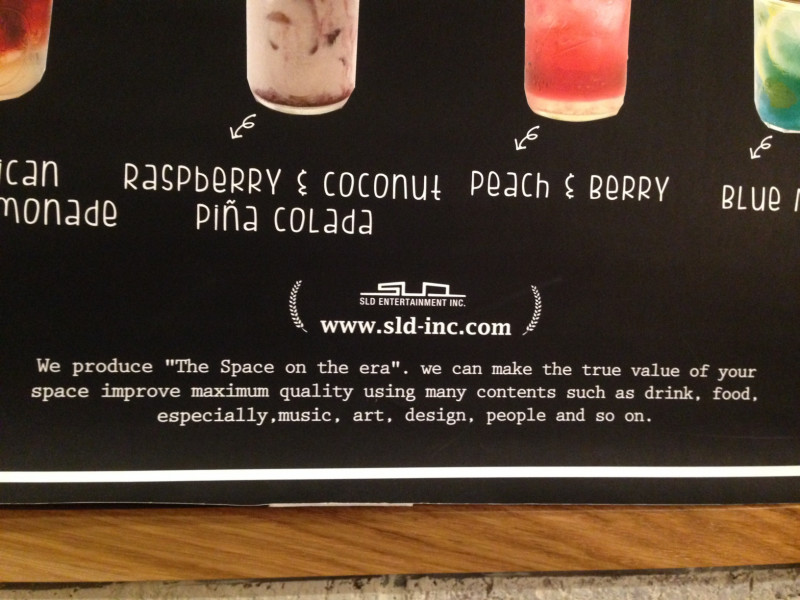 RASPBERRY & COCONUT
PIÑA COLADA
PEACH & BERRY
BLUE
SLD
SLD ENTERTAINMENT INC.
www.sld-inc.com
We produce "The Space on the era". we can make the true value of your
space improve maximum quality using many contents such as drink, food,
especially,music, art, design, people and so on.